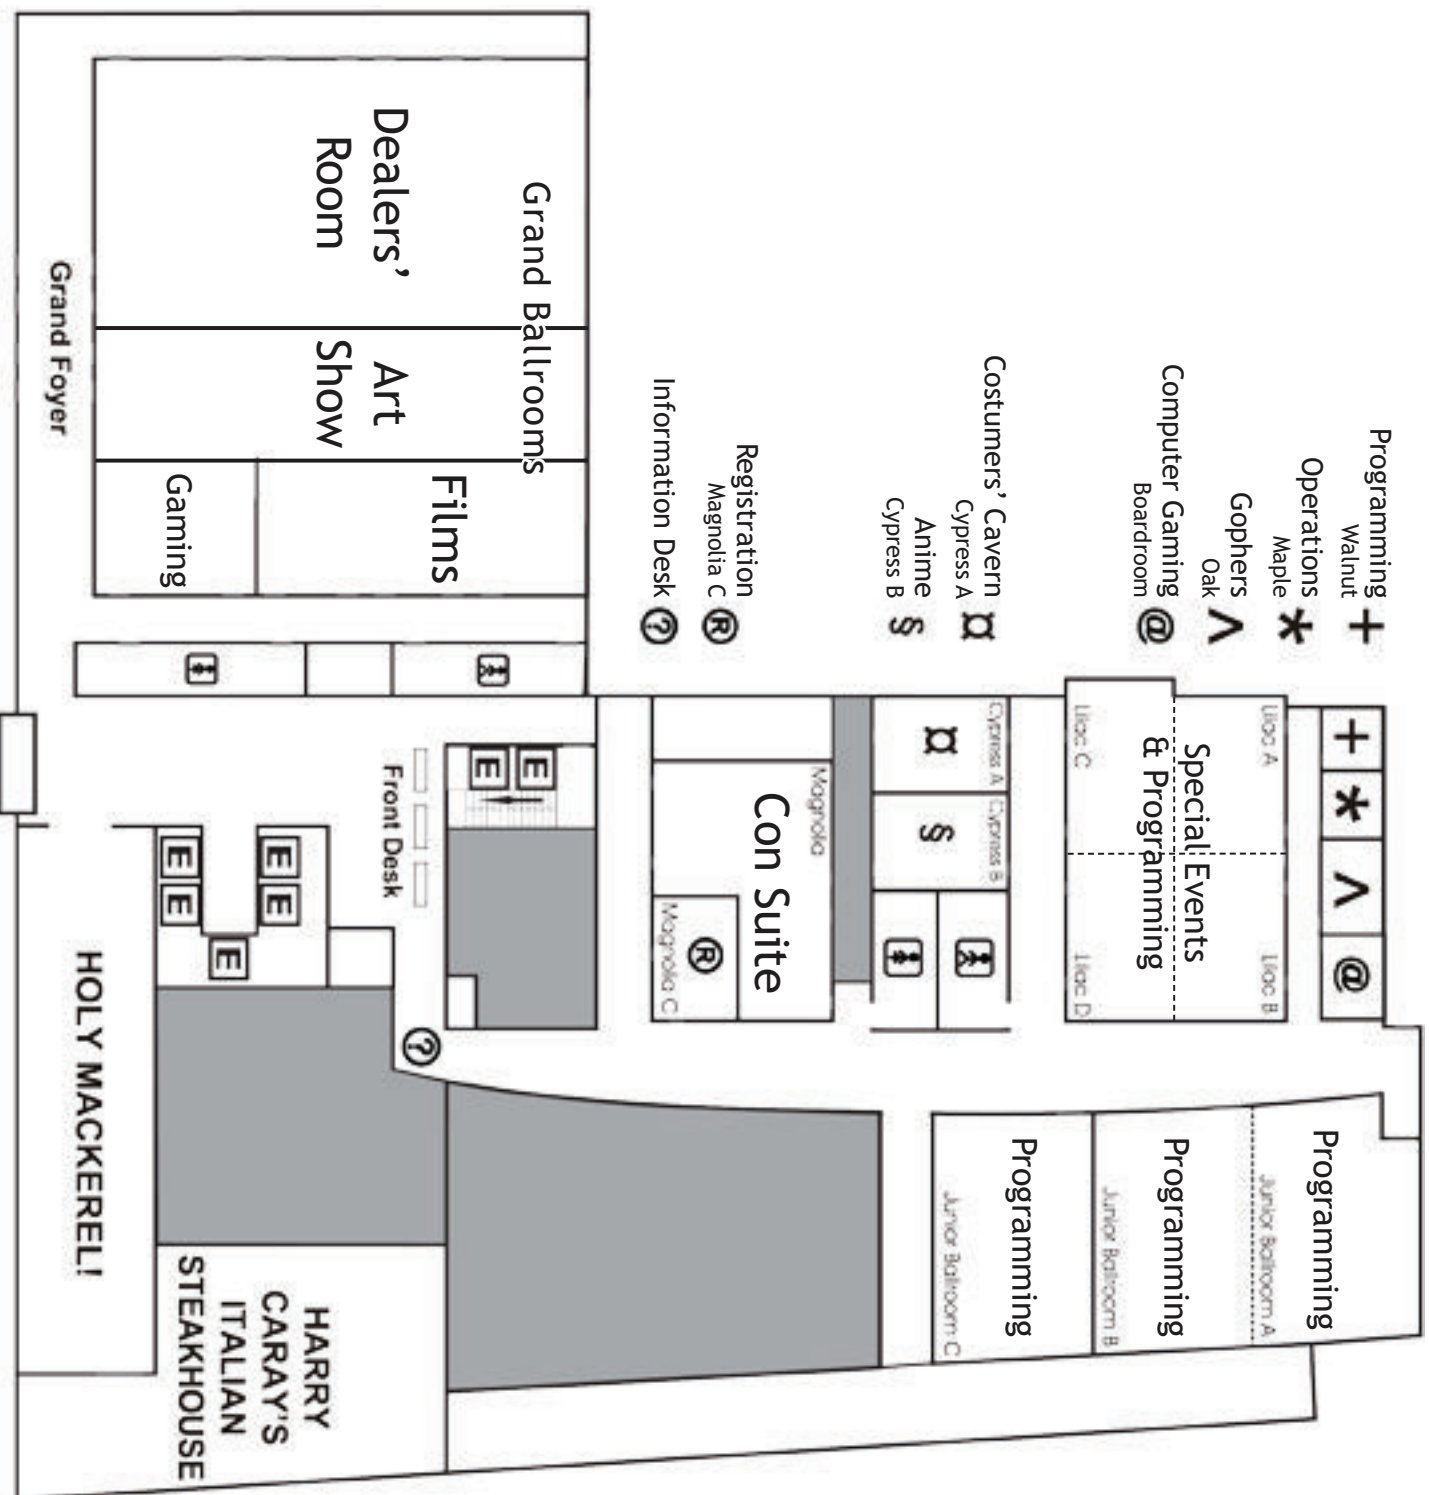 Programming +
Walnut
Operations *
Maple
Gophers >
Oak
Computer Gaming @
Boardroom
Costumers' Cavern ¤
Cypress A
Anime §
Cypress B
Registration ®
Magnolia C
Information Desk ?
+
*
>
@
Lilac A
Lilac B
Special Events
& Programming
Lilac C
Lilac D
Programming
Junior Ballroom A
Programming
Junior Ballroom B
Programming
Junior Ballroom C
Cypress A
Cypress B
¤
§
Magnolia
Con Suite
®
Magnolia C
Grand Ballrooms
Dealers'
Room
Art
Show
Films
Gaming
Grand Foyer
E
E
Front Desk
?
E
E
E
E
E
HOLY MACKEREL!
HARRY
CARAY'S
ITALIAN
STEAKHOUSE